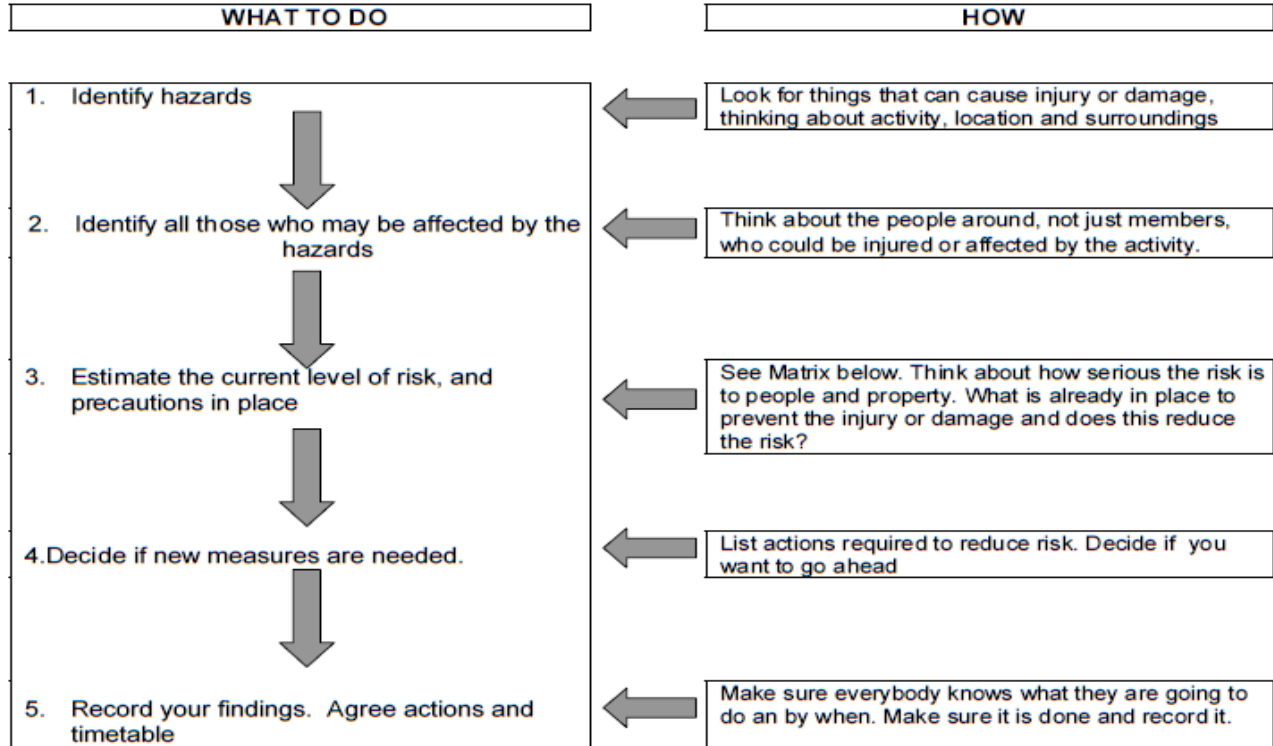 WHAT TO DO
HOW
1. Identify hazards
Look for things that can cause injury or damage,
thinking about activity, location and surroundings
2. Identify all those who may be affected by the
hazards
Think about the people around, not just members,
who could be injured or affected by the activity.
3. Estimate the current level of risk, and
precautions in place
See Matrix below. Think about how serious the risk is
to people and property. What is already in place to
prevent the injury or damage and does this reduce
the risk?
4.Decide if new measures are needed.
List actions required to reduce risk. Decide if you
want to go ahead
5. Record your findings. Agree actions and
timetable
Make sure everybody knows what they are going to
do an by when. Make sure it is done and record it.